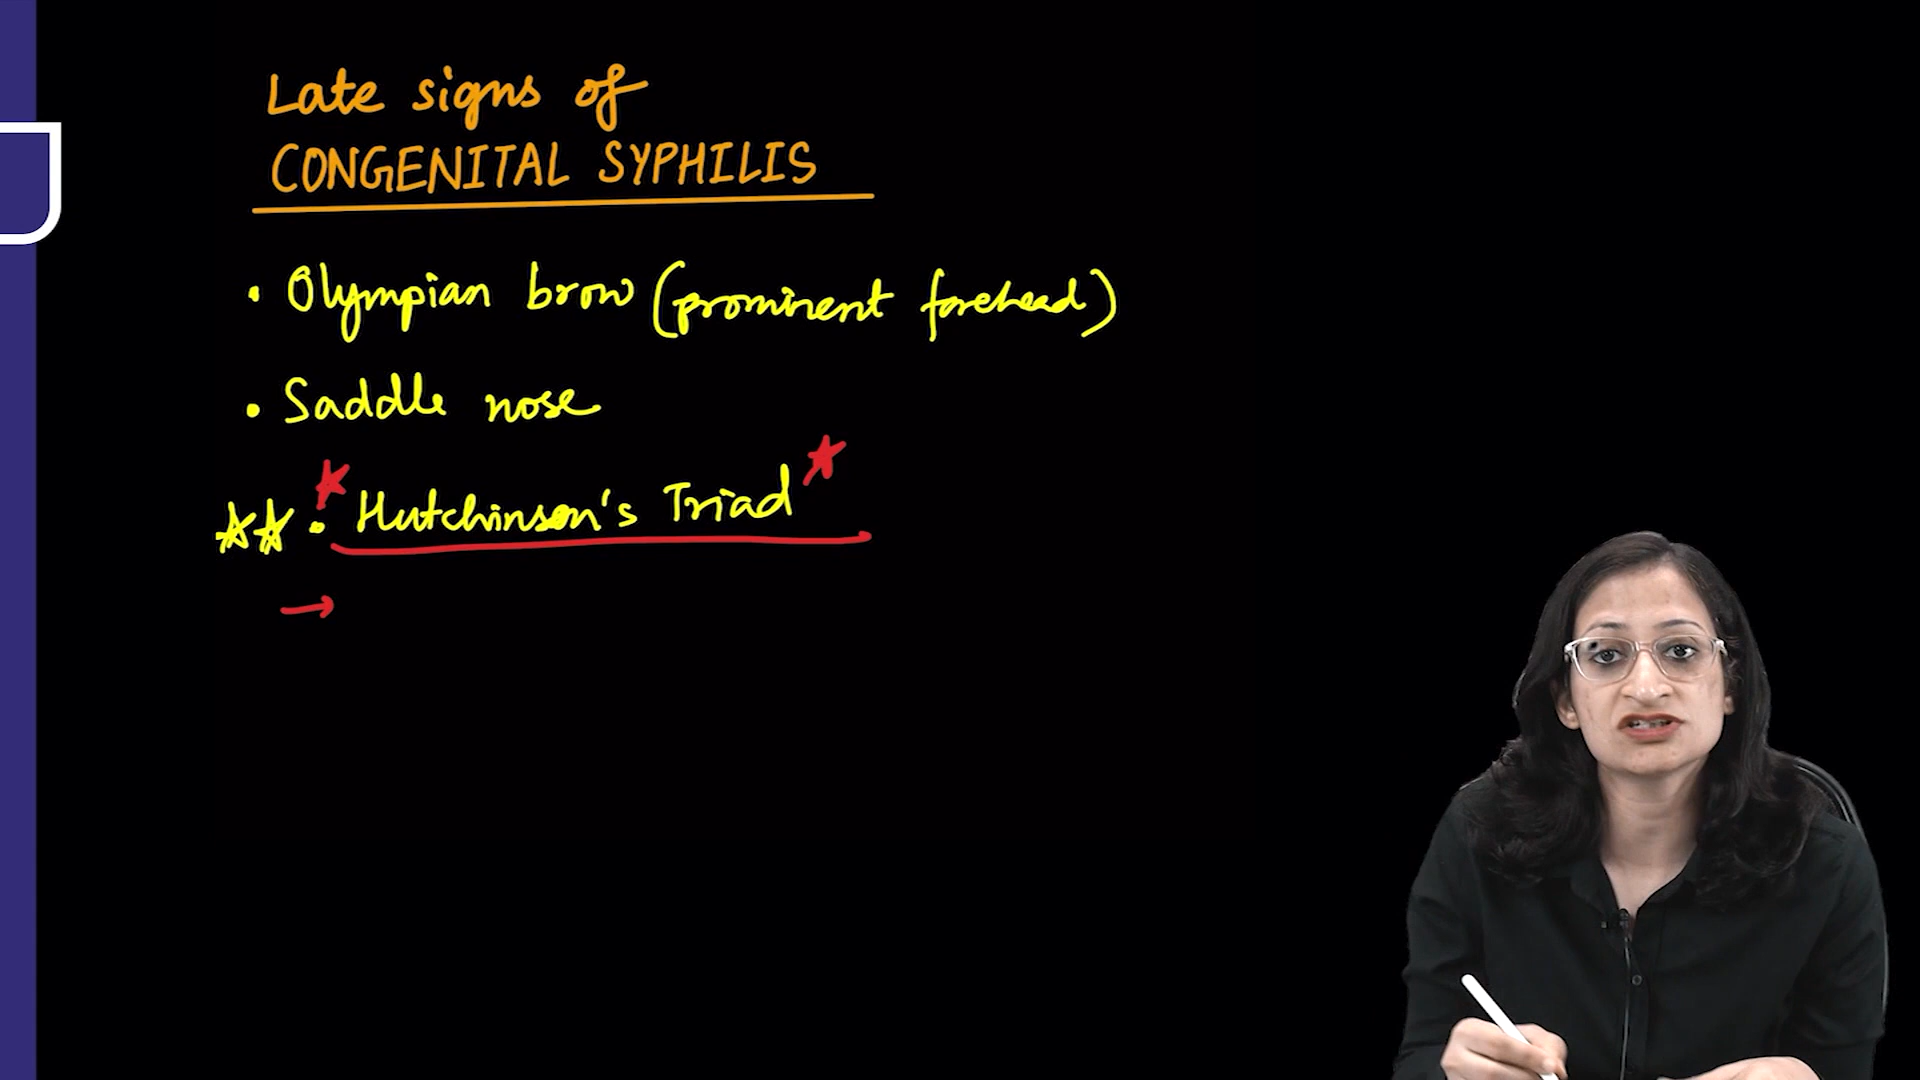 Late signs of
CONGENITAL SYPHILIS
• Olympian brow (prominent forehead)
• Saddle nose
☆☆ • ★ Hutchinson's Triad ★
→